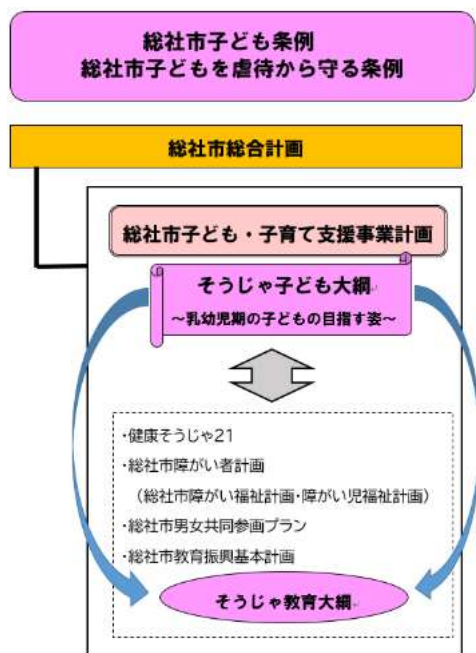 総社市子ども条例
総社市子どもを虐待から守る条例
総社市総合計画
総社市子ども・子育て支援事業計画
そうじゃ子ども大綱
～乳幼児期の子どもの目指す姿～
・健康そうじゃ21
・総社市障がい者計画
（総社市障がい福祉計画・障がい児福祉計画）
・総社市男女共同参画プラン
・総社市教育振興基本計画
そうじゃ教育大綱